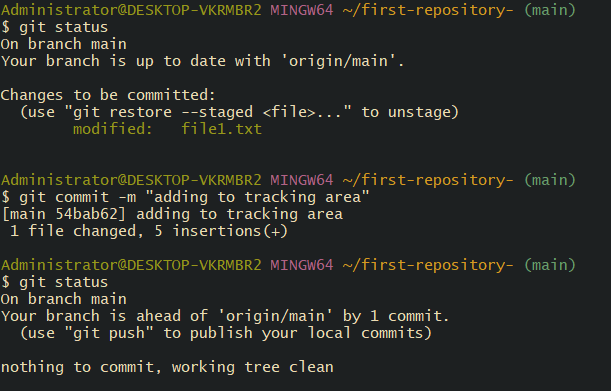 Administrator@DESKTOP-VKRMBR2 MINGW64 ~/first-repository- (main)
$ git status
On branch main
Your branch is up to date with 'origin/main'.

Changes to be committed:
  (use "git restore --staged <file>..." to unstage)
        modified:   file1.txt


Administrator@DESKTOP-VKRMBR2 MINGW64 ~/first-repository- (main)
$ git commit -m "adding to tracking area"
[main 54bab62] adding to tracking area
 1 file changed, 5 insertions(+)

Administrator@DESKTOP-VKRMBR2 MINGW64 ~/first-repository- (main)
$ git status
On branch main
Your branch is ahead of 'origin/main' by 1 commit.
  (use "git push" to publish your local commits)

nothing to commit, working tree clean